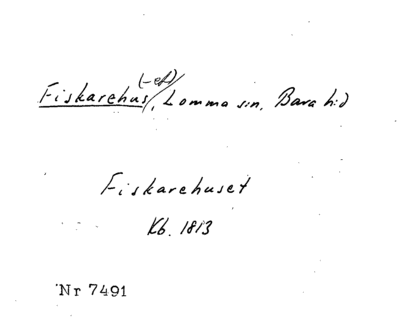 Fiskarehus(-et), Lomma sn, Bara hd
Fiskarehuset
Kb. 1813
Nr 7491